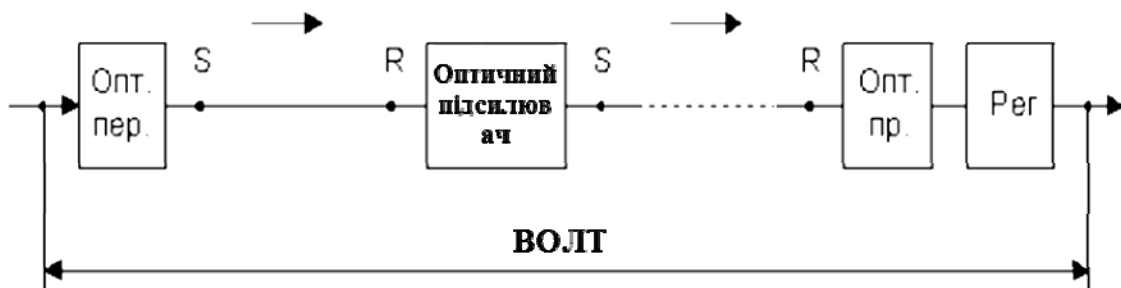 Опт.
пер.
S
R
Оптичний
підсилюв
ач
S
R
Опт.
пр.
Рег
ВОЛТ